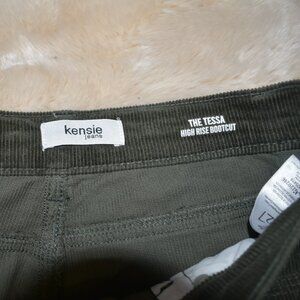 kensie
jeans
THE TESSA
HIGH RISE BOOTCUT